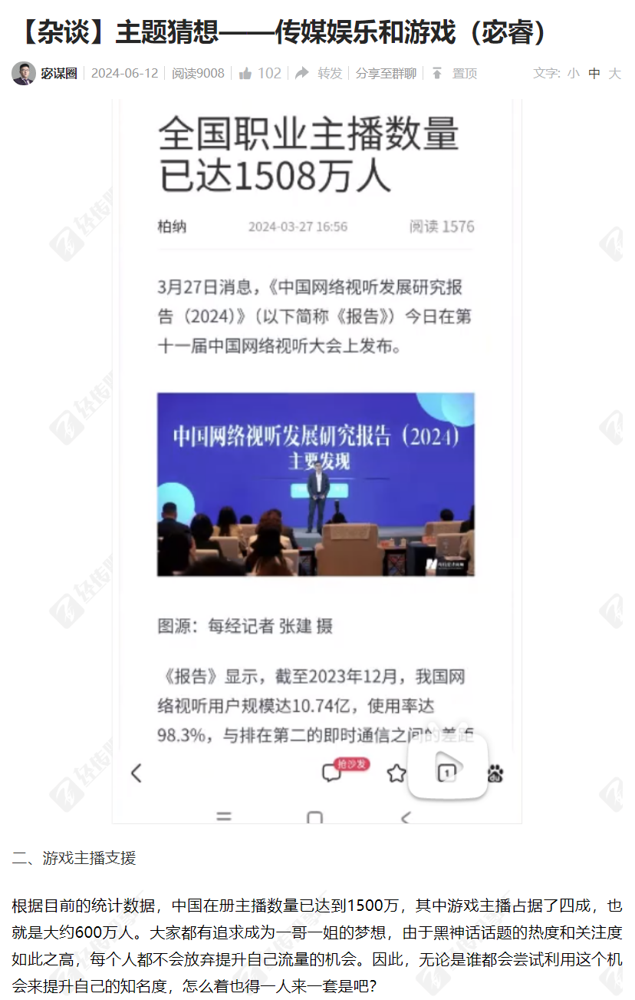 【杂谈】主题猜想——传媒娱乐和游戏（宓睿）
宓谋圈 2024-06-12 阅读9008 102 转发 分享至群聊 置顶 文字: 小 中 大
全国职业主播数量
已达1508万人
柏纳 2024-03-27 16:56 阅读 1576
3月27日消息，《中国网络视听发展研究报
告（2024）》（以下简称《报告》）今日在第
十一届中国网络视听大会上发布。
中国网络视听发展研究报告（2024）
主要发现
图源：每经记者 张建 摄
《报告》显示，截至2023年12月，我国网
络视听用户规模达10.74亿，使用率达
98.3%，与排在第二的即时通信之间的差距
抢沙发
1
du
二、游戏主播支援
根据目前的统计数据，中国在册主播数量已达到1500万，其中游戏主播占据了四成，也
就是大约600万人。大家都有追求成为一哥一姐的梦想，由于黑神话话题的热度和关注度
如此之高，每个人都不会放弃提升自己流量的机会。因此，无论是谁都会尝试利用这个机
会来提升自己的知名度，怎么着也得一人来一套是吧？